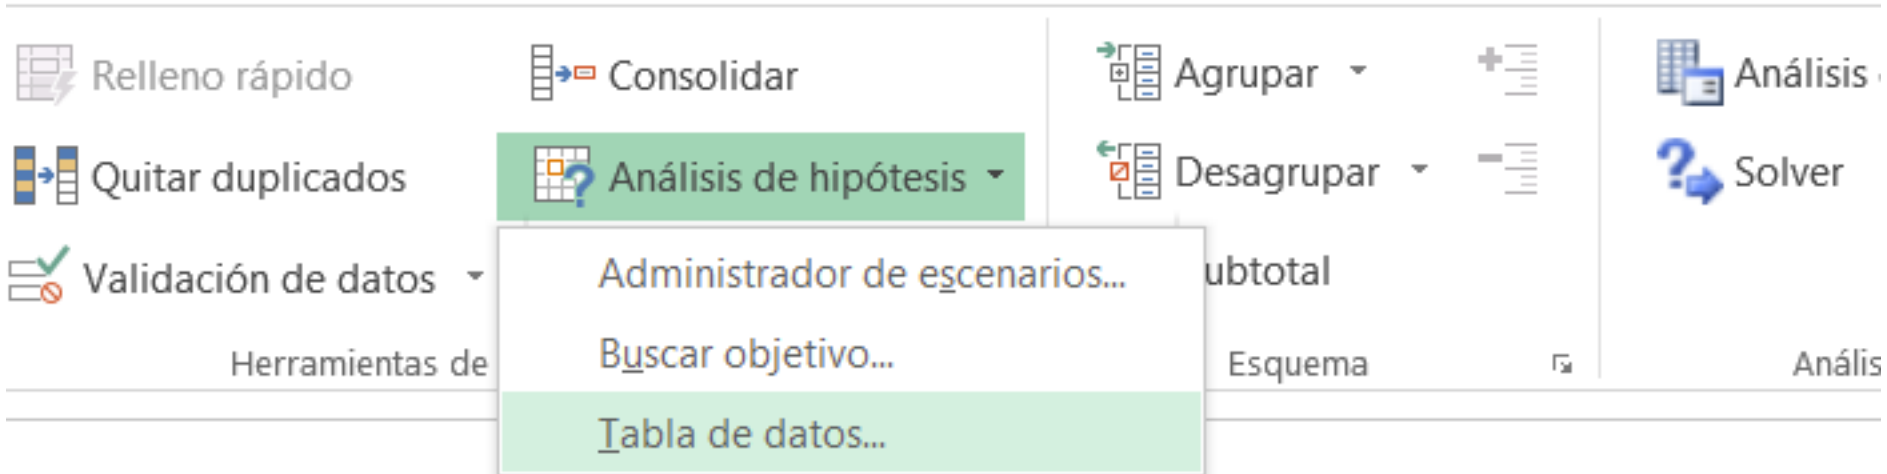 Relleno rápido
Consolidar
Agrupar
Análisis
Quitar duplicados
Análisis de hipótesis
Desagrupar
Solver
Validación de datos
Administrador de escenarios...
ubtotal
Buscar objetivo...
Herramientas de
Esquema
Anális
Tabla de datos...